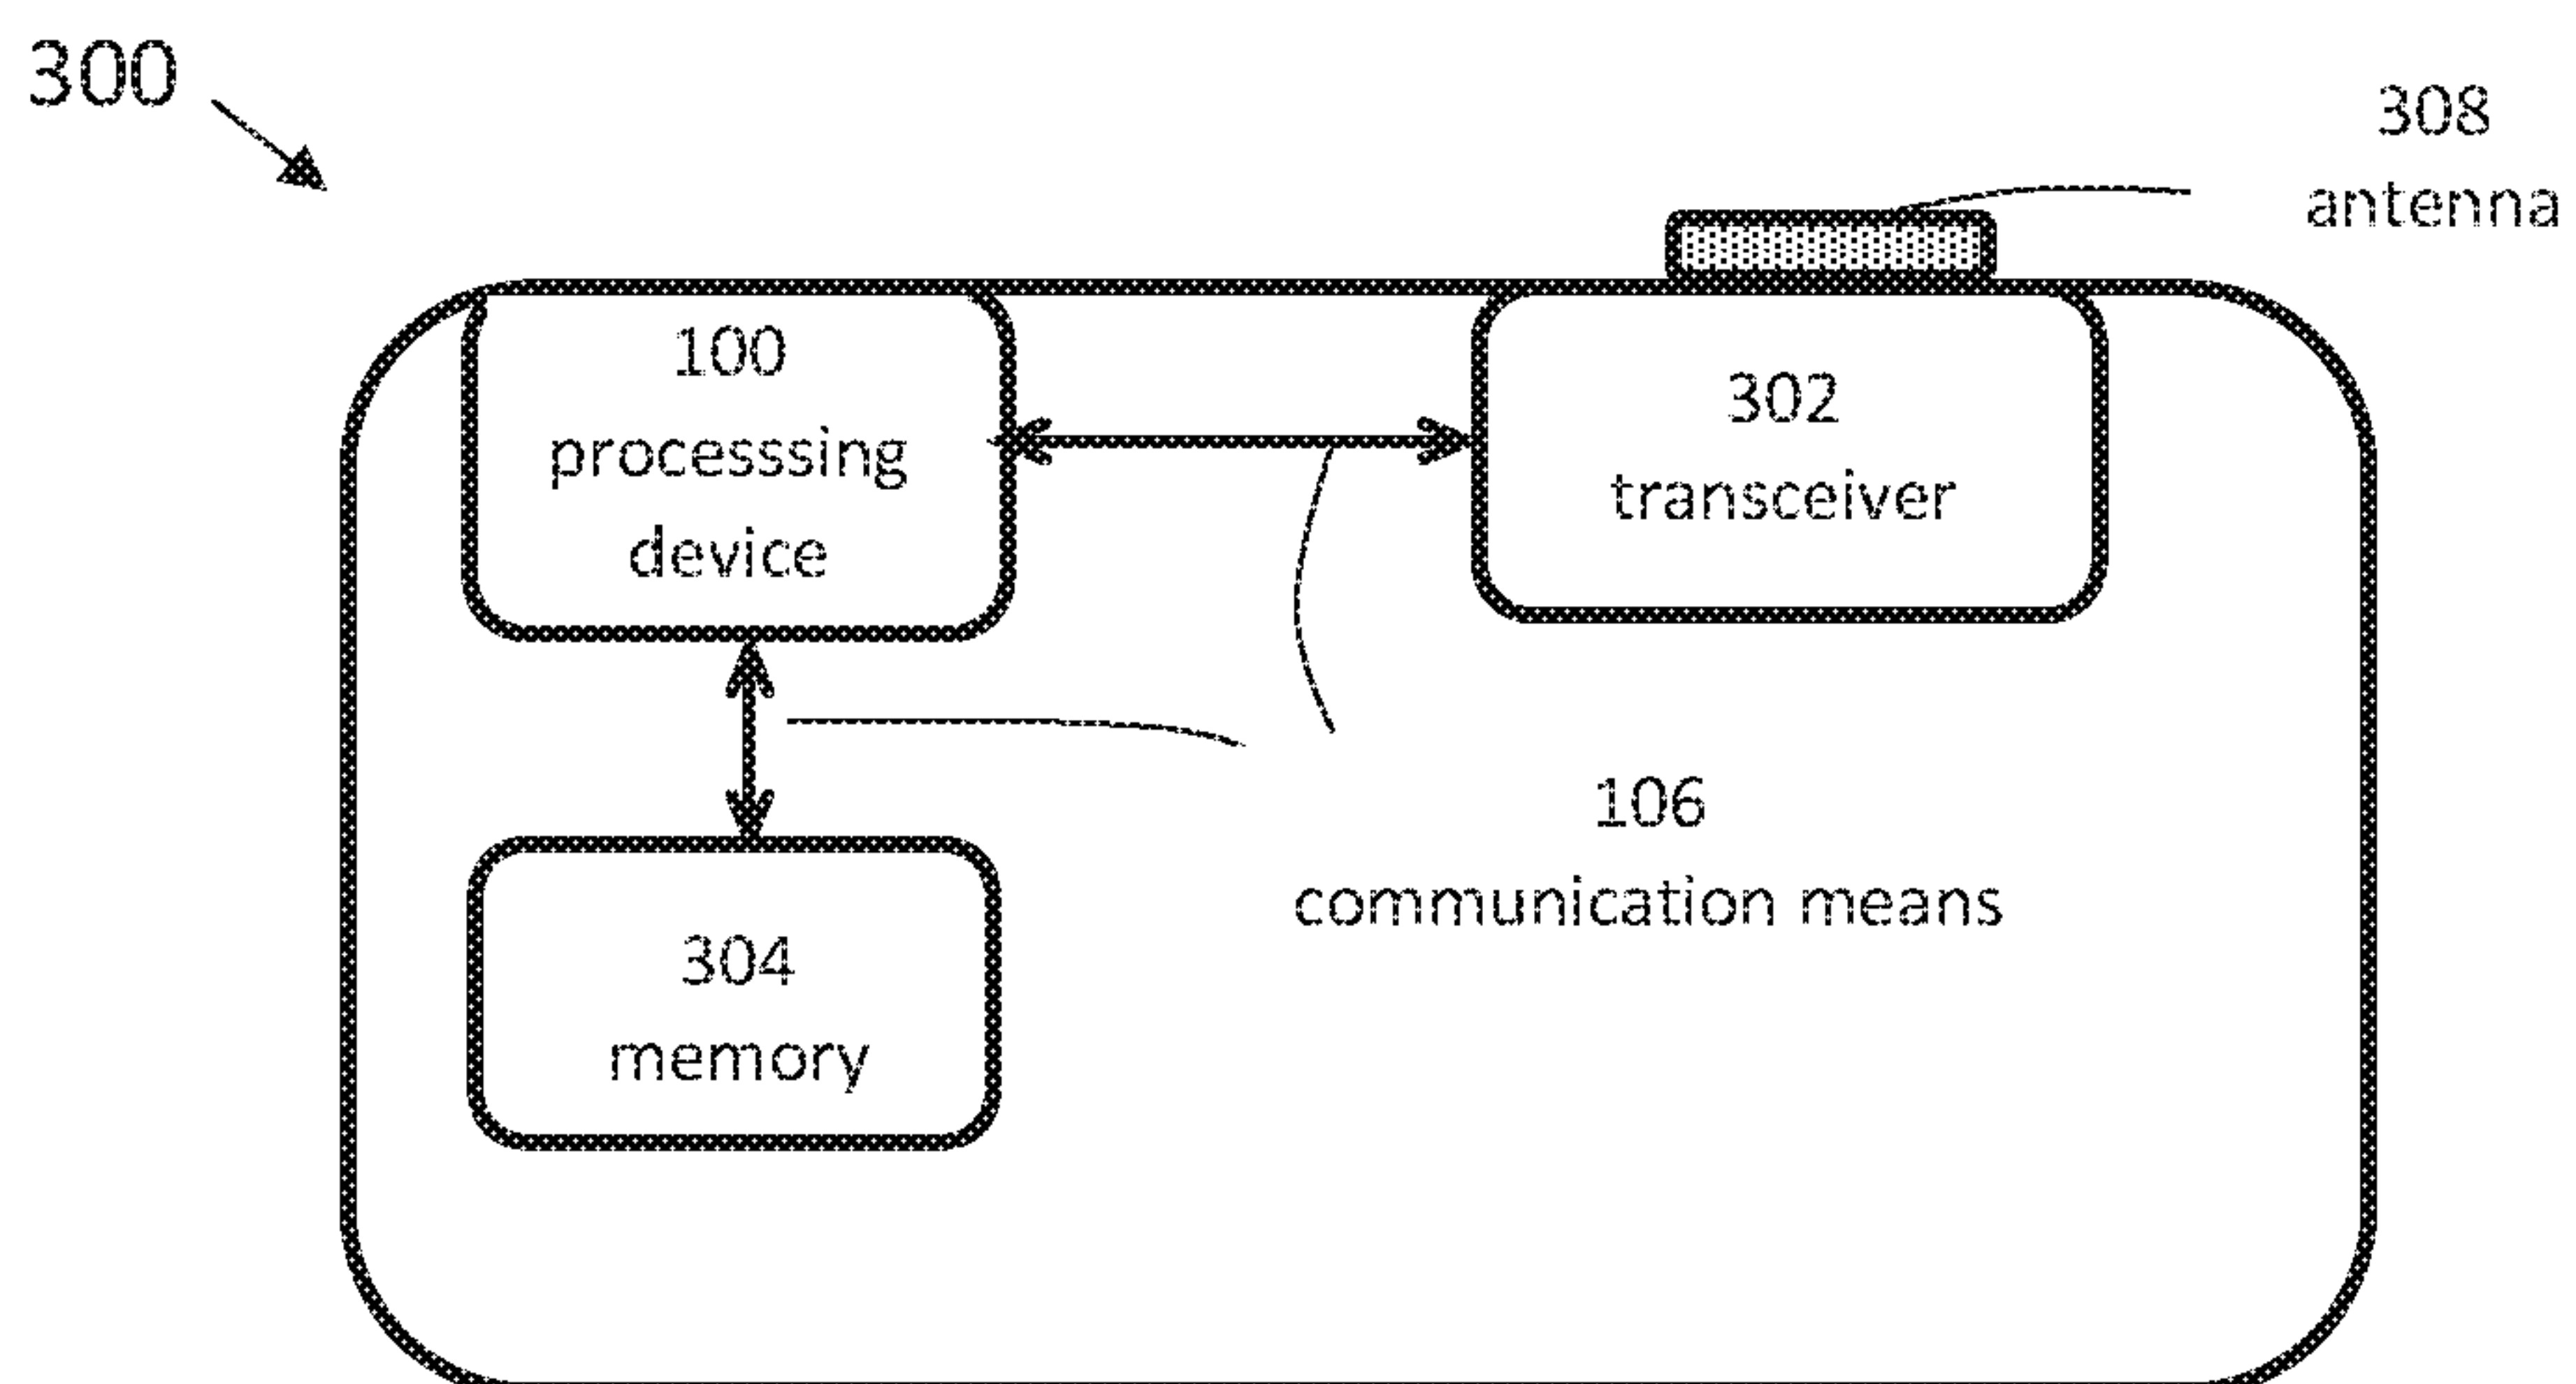 300
308
antenna
100
processsing
device
302
transceiver
106
communication means
304
memory